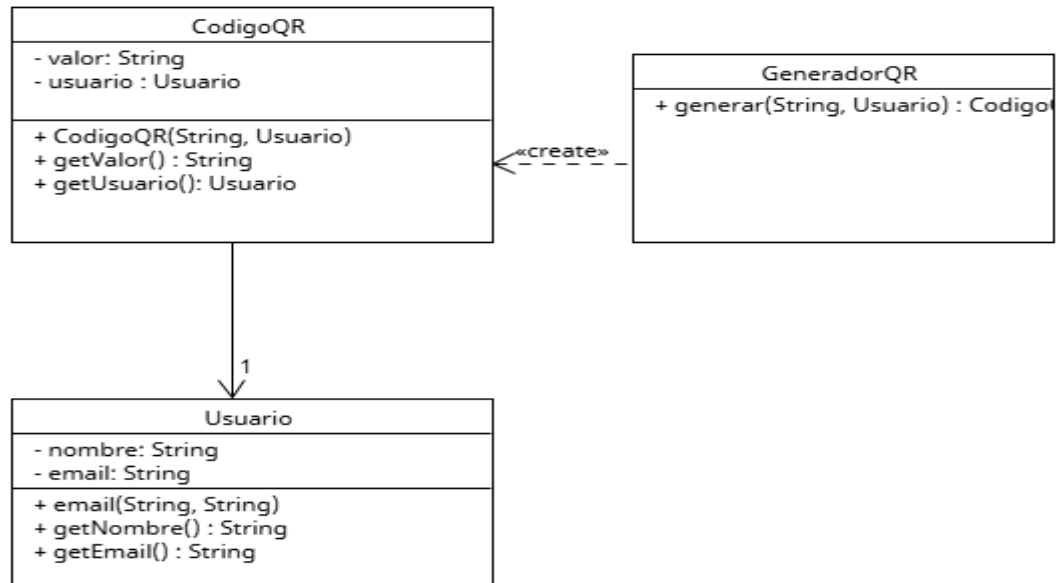 CodigoQR
- valor: String
- usuario : Usuario
+ CodigoQR(String, Usuario)
+ getValor() : String
+ getUsuario(): Usuario
«create»
GeneradorQR
+ generar(String, Usuario) : Codigo
1
Usuario
- nombre: String
- email: String
+ email(String, String)
+ getNombre() : String
+ getEmail() : String